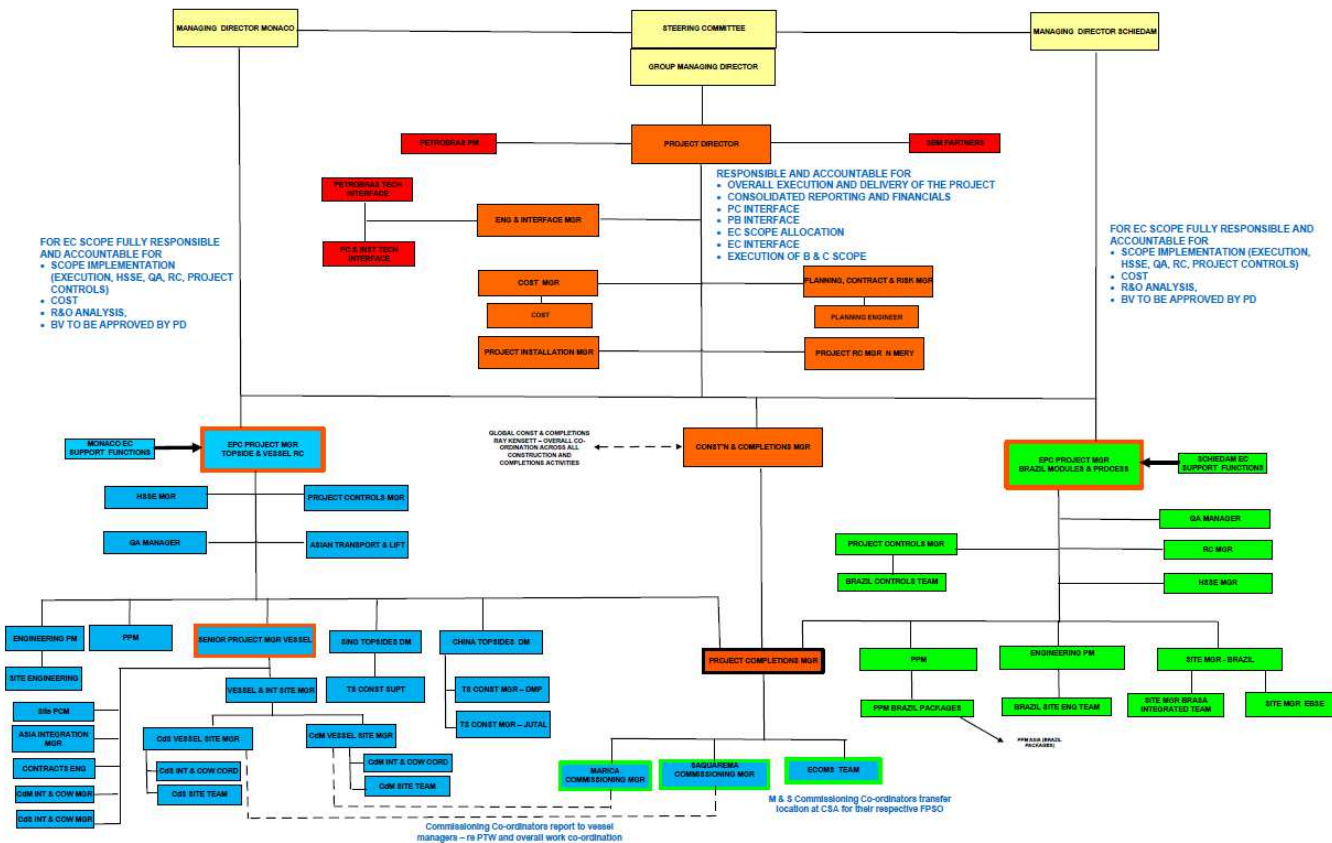 MANAGING DIRECTOR MONACO
STEERING COMMITTEE
MANAGING DIRECTOR SCHIEDAM
GROUP MANAGING DIRECTOR
PETROBRAS PM
PROJECT DIRECTOR
SBM PARTNERS
PETROBRAS TECH
INTERFACE
ENG & INTERFACE MGR
PC S INST TECH
INTERFACE
RESPONSIBLE AND ACCOUNTABLE FOR
• OVERALL EXECUTION AND DELIVERY OF THE PROJECT
• CONSOLIDATED REPORTING AND FINANCIALS
• PC INTERFACE
• PB INTERFACE
• EC SCOPE ALLOCATION
• EC INTERFACE
• EXECUTION OF B & C SCOPE
FOR EC SCOPE FULLY RESPONSIBLE
AND ACCOUNTABLE FOR
• SCOPE IMPLEMENTATION
(EXECUTION, HSSE, QA, RC, PROJECT
CONTROLS)
• COST
• R&O ANALYSIS,
• BV TO BE APPROVED BY PD
FOR EC SCOPE FULLY RESPONSIBLE AND
ACCOUNTABLE FOR
• SCOPE IMPLEMENTATION (EXECUTION,
HSSE, QA, RC, PROJECT CONTROLS)
• COST
• R&O ANALYSIS,
• BV TO BE APPROVED BY PD
COST MGR
PLANNING, CONTRACT & RISK MGR
COST
PLANNING ENGINEER
PROJECT INSTALLATION MGR
PROJECT RC MGR N MERY
MONACO EC
SUPPORT FUNCTIONS
EPC PROJECT MGR
TOPSIDE & VESSEL RC
GLOBAL CONST & COMPLETIONS
RAY KENSETT – OVERALL CO-
ORDINATION ACROSS ALL
CONSTRUCTION AND
COMPLETIONS ACTIVITIES
CONST'N & COMPLETIONS MGR
EPC PROJECT MGR
BRAZIL MODULES & PROCESS
SCHIEDAM EC
SUPPORT FUNCTIONS
HSSE MGR
PROJECT CONTROLS MGR
QA MANAGER
ASIAN TRANSPORT & LIFT
QA MANAGER
PROJECT CONTROLS MGR
RC MGR
BRAZIL CONTROLS TEAM
HSSE MGR
ENGINEERING PM
PPM
SENIOR PROJECT MGR VESSEL
SING TOPSIDES DM
CHINA TOPSIDES DM
PROJECT COMPLETIONS MGR
PPM
ENGINEERING PM
SITE MGR - BRAZIL
SITE ENGINEERING
VESSEL & INT SITE MGR
TS CONST SUPT
TS CONST MGR – DMP
TS CONST MGR – JUTAL
PPM BRAZIL PACKAGES
BRAZIL SITE ENG TEAM
SITE MGR BRASA
INTEGRATED TEAM
SITE MGR EBSE
PPM ASIA (BRAZIL
PACKAGES)
Site PCM
ASIA INTEGRATION
MGR
CONTRACTS ENG
CdM INT & COW MGR
CdS INT & COW MGR
CdS VESSEL SITE MGR
CdS INT & COW CORD
CdS SITE TEAM
CdM VESSEL SITE MGR
CdM INT & COW CORD
CdM SITE TEAM
MARICA
COMMISSIONING MGR
SAQUAREMA
COMMISSIONING MGR
ECOMS TEAM
M & S Commissioning Co-ordinators transfer
location at CSA for their respective FPSO
Commissioning Co-ordinators report to vessel
managers – re PTW and overall work co-ordination